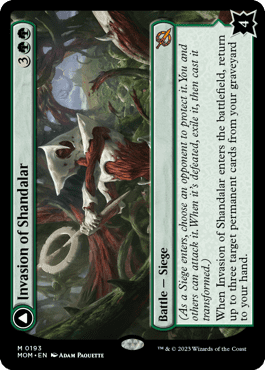 Invasion of Shandalar
3
Battle — Siege
4
(As a Siege enters, choose an opponent to protect it. You and
others can attack it. When it's defeated, exile it, then cast it
transformed.)
When Invasion of Shandalar enters the battlefield, return
up to three target permanent cards from your graveyard
to your hand.
M 0193
MOM • EN ADAM PAQUETTE
™ & © 2023 Wizards of the Coast